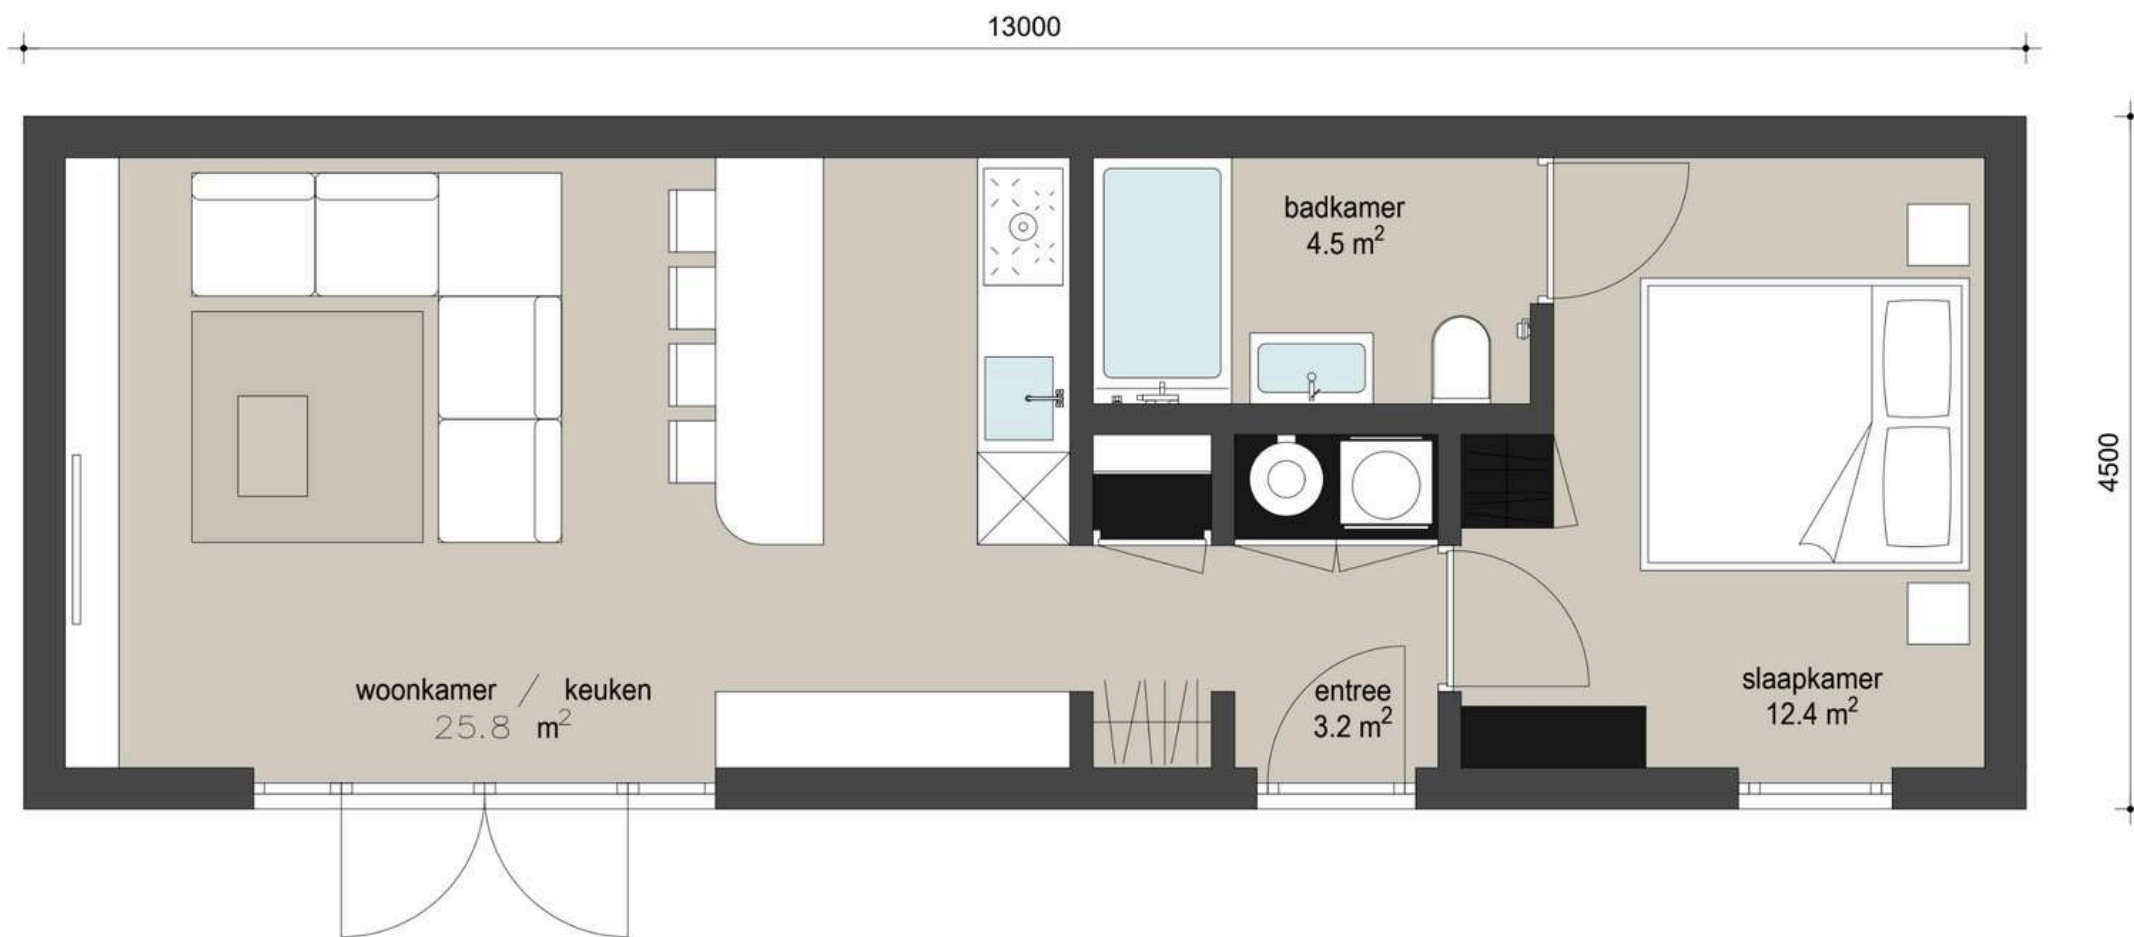 13000
badkamer
4.5 m²
4500
woonkamer / keuken
25.8 m²
entree
3.2 m²
slaapkamer
12.4 m²